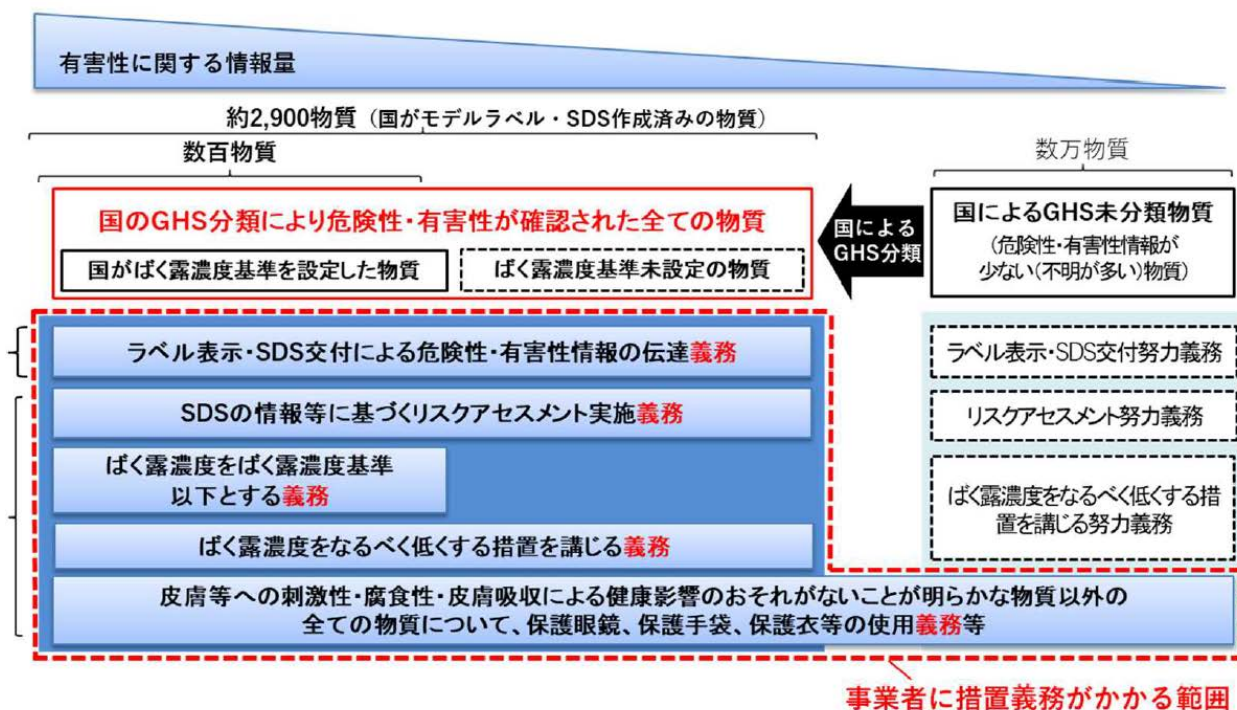 有害性に関する情報量
約2,900物質（国がモデルラベル・SDS作成済みの物質）
数百物質
数万物質
国のGHS分類により危険性・有害性が確認された全ての物質
国がばく露濃度基準を設定した物質
ばく露濃度基準未設定の物質
国による
GHS分類
国によるGHS未分類物質
（危険性・有害性情報が
少ない（不明が多い）物質）
ラベル表示・SDS交付による危険性・有害性情報の伝達義務
ラベル表示・SDS交付努力義務
SDSの情報等に基づくリスクアセスメント実施義務
リスクアセスメント努力義務
ばく露濃度をばく露濃度基準
以下とする義務
ばく露濃度をなるべく低くする措置を講じる義務
ばく露濃度をなるべく低くする措
置を講じる努力義務
皮膚等への刺激性・腐食性・皮膚吸収による健康影響のおそれがないことが明らかな物質以外の
全ての物質について、保護眼鏡、保護手袋、保護衣等の使用義務等
事業者に措置義務がかかる範囲